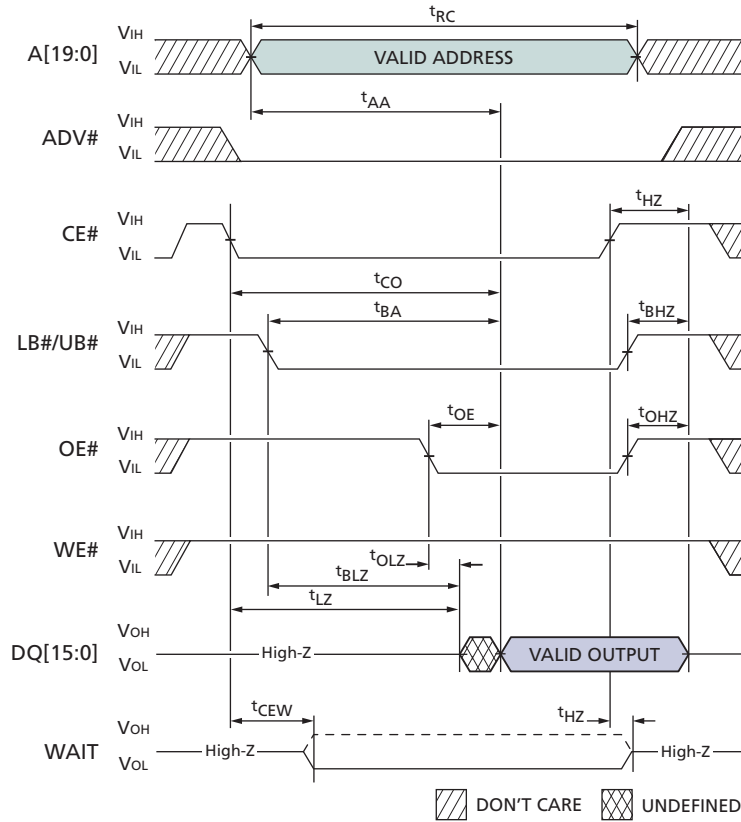 tRC
A[19:0] VIH VALID ADDRESS
VIL
tAA
ADV# VIH
VIL
tHZ
CE# VIH
VIL
tCO
tBA tBHZ
LB#/UB# VIH
VIL
tOE tOHZ
OE# VIH
VIL
WE# VIH
VIL
tOLZ
tBLZ
tLZ
DQ[15:0] VOH High-Z VALID OUTPUT
VOL
tCEW tHZ
WAIT VOH High-Z High-Z
VOL
DON'T CARE UNDEFINED